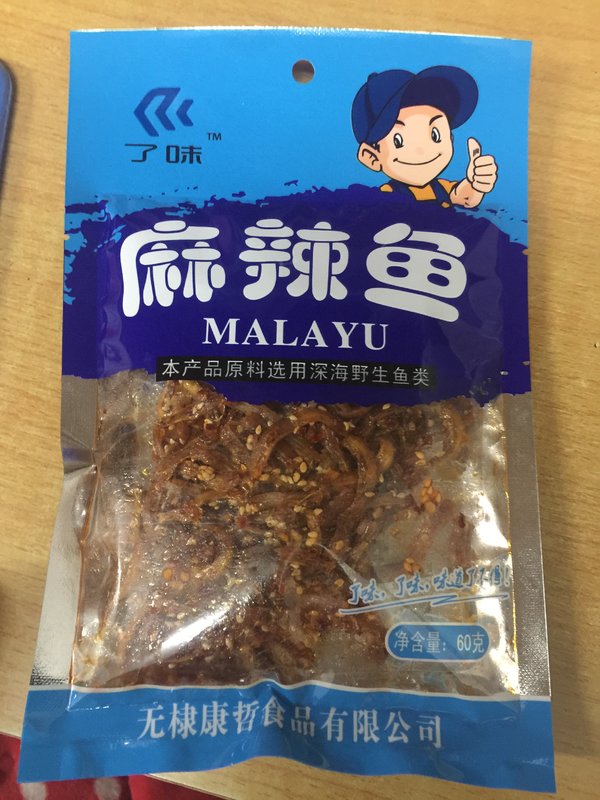 了味™
麻辣鱼
MALAYU
本产品原料选用深海野生鱼类
了味,了味,味道了不得!
净含量:60克
无棣康哲食品有限公司